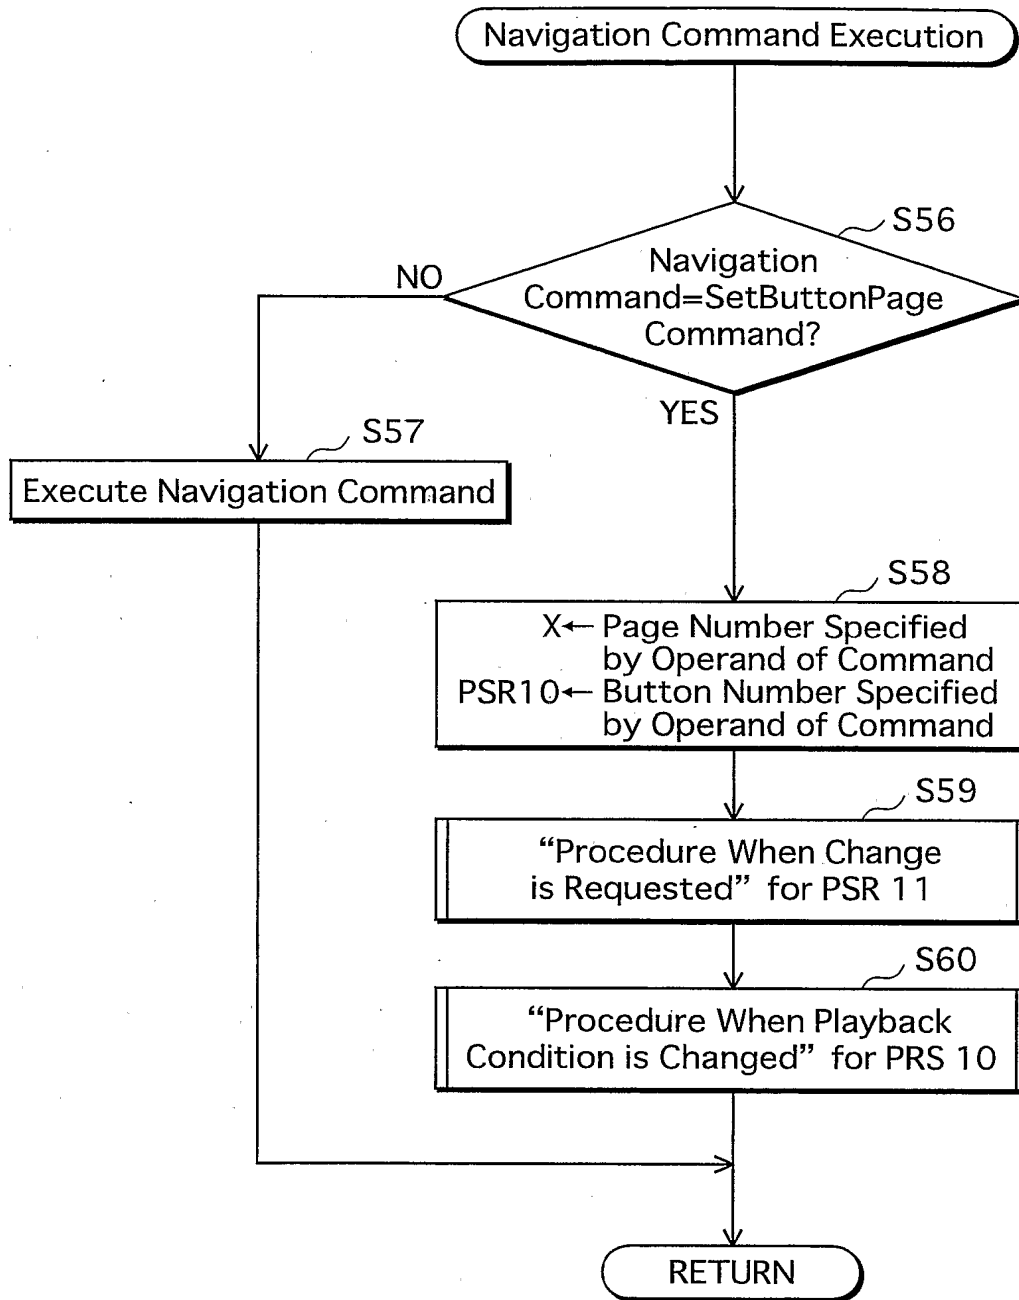 Navigation Command Execution
S56
Navigation
Command=SetButtonPage
Command?
NO
YES
S57
Execute Navigation Command
S58
X← Page Number Specified
by Operand of Command
PSR10← Button Number Specified
by Operand of Command
S59
“Procedure When Change
is Requested” for PSR 11
S60
“Procedure When Playback
Condition is Changed” for PRS 10
RETURN